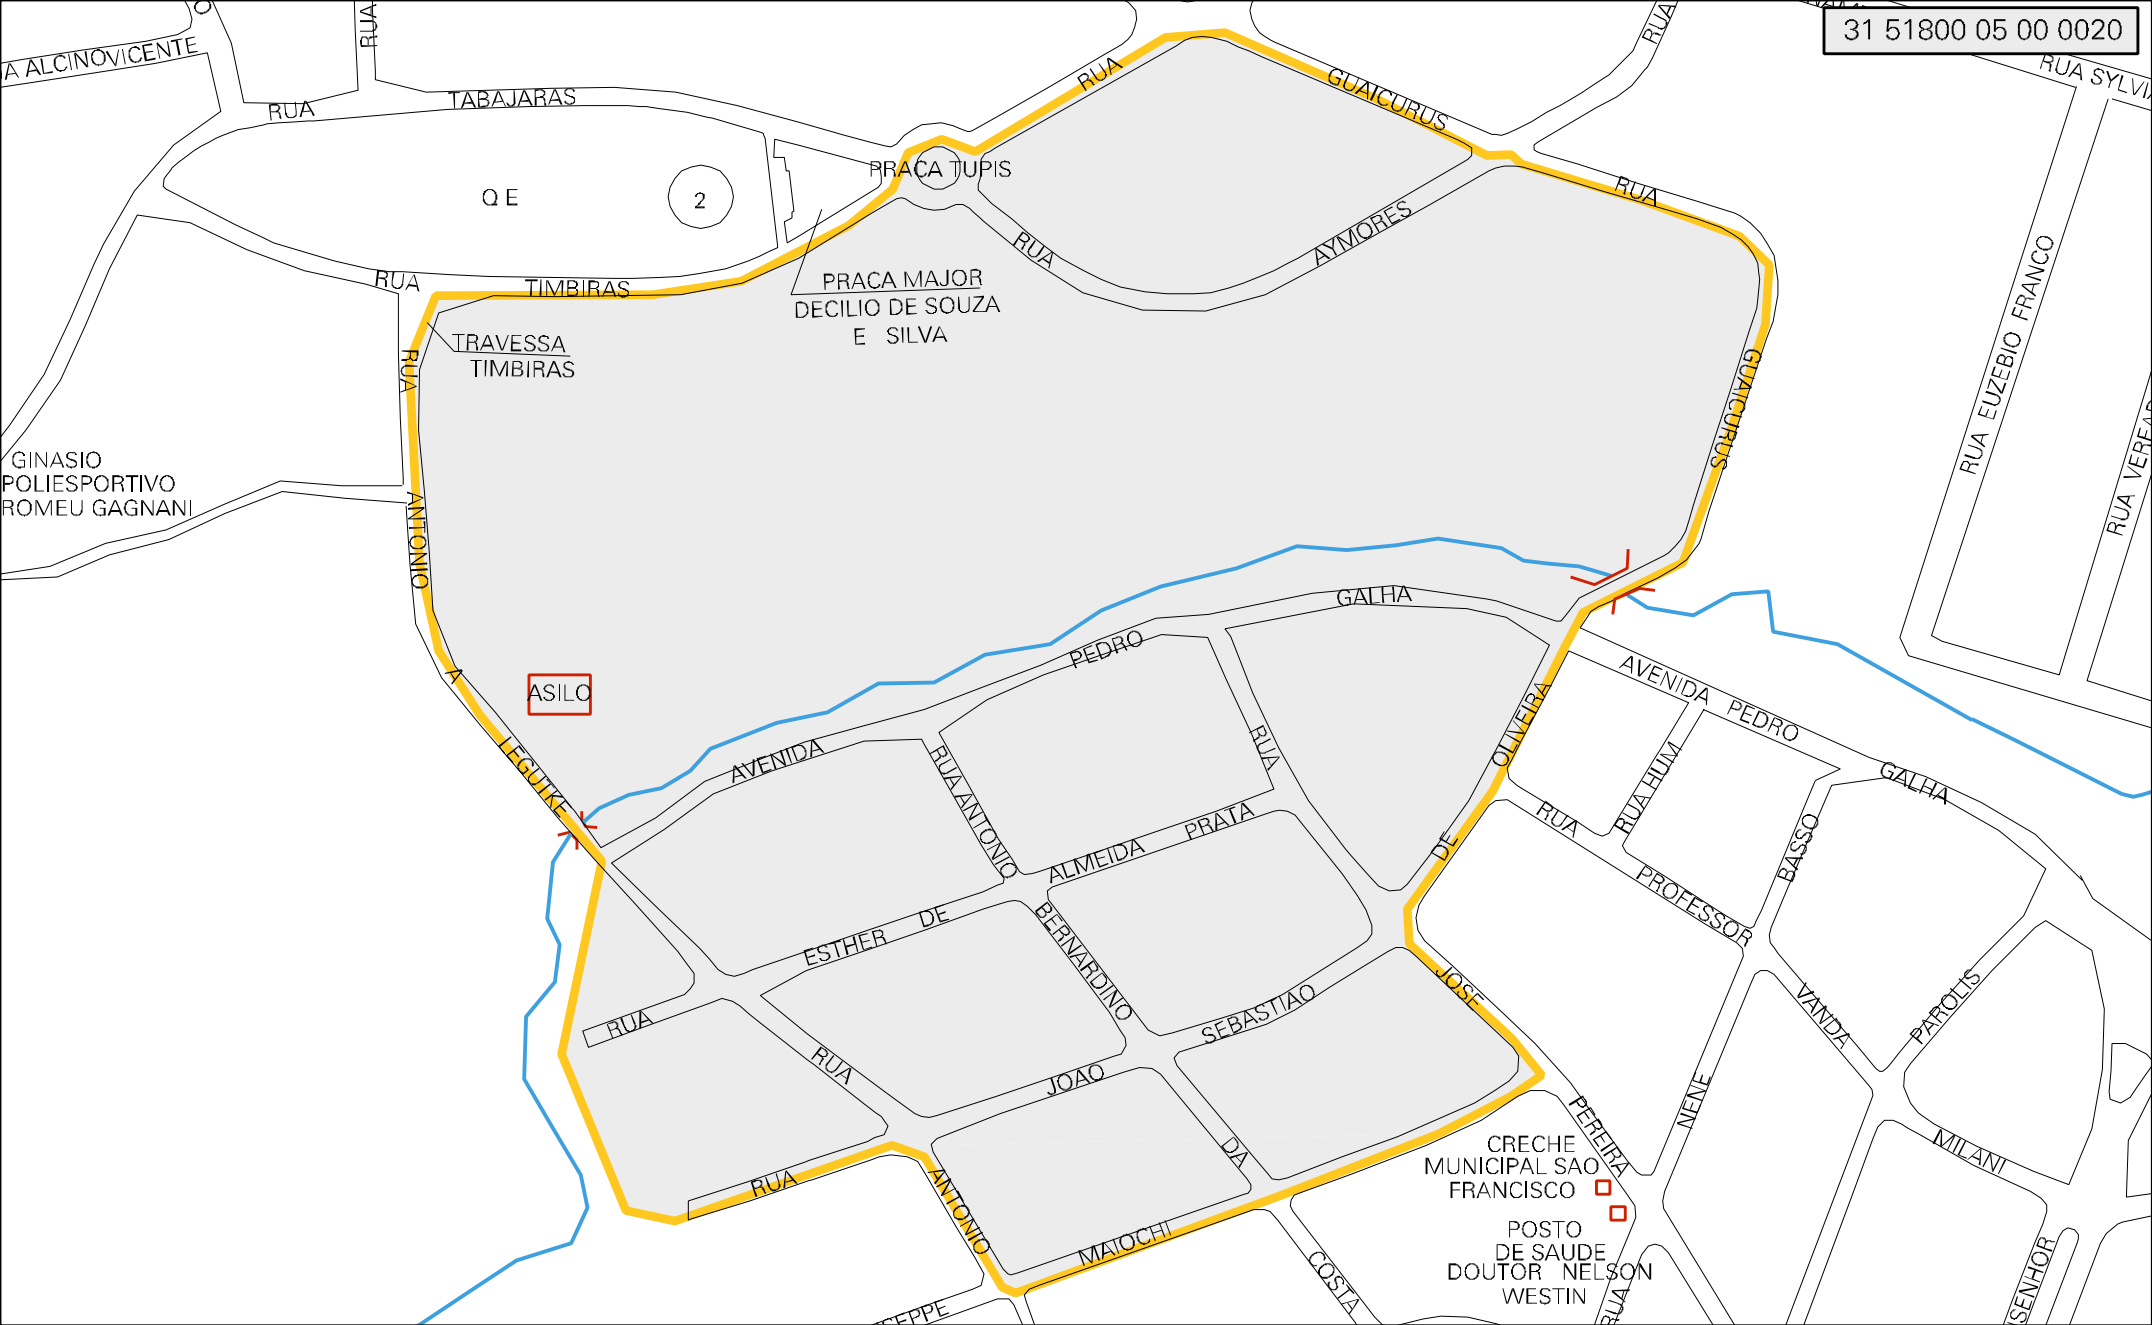 31 51800 05 00 0020
RUA
RUA
RUA SYLVIA
A ALCINOVICENTE
RUA TABAJARAS
RUA GUAICURUS
PRACA TUPIS
Q E
2
RUA
RUA AYMORES
RUA TIMBIRAS
PRACA MAJOR
DECILIO DE SOUZA
E SILVA
TRAVESSA
TIMBIRAS
RUA EUZEBIO FRANCO
GUAICURUS
RUA
GINASIO
POLIESPORTIVO
ROMEU GAGNANI
ANTONIO
A
LEGUTKE
ASILO
AVENIDA PEDRO GALHA
AVENIDA PEDRO GALHA
RUA HUM
RUA ANTONIO BERNARDINO
RUA
ESTHER DE ALMEIDA PRATA
OLIVEIRA
DE
JOSE
PEREIRA
RUA PROFESSOR
BASSO
NENE
RUA
VANDA
PAROLIS
MILANI
RUA
RUA
JOAO
SEBASTIAO
DA
COSTA
RUA
ANTONIO
MAIOCHI
CRECHE
MUNICIPAL SAO
FRANCISCO
POSTO
DE SAUDE
DOUTOR NELSON
WESTIN